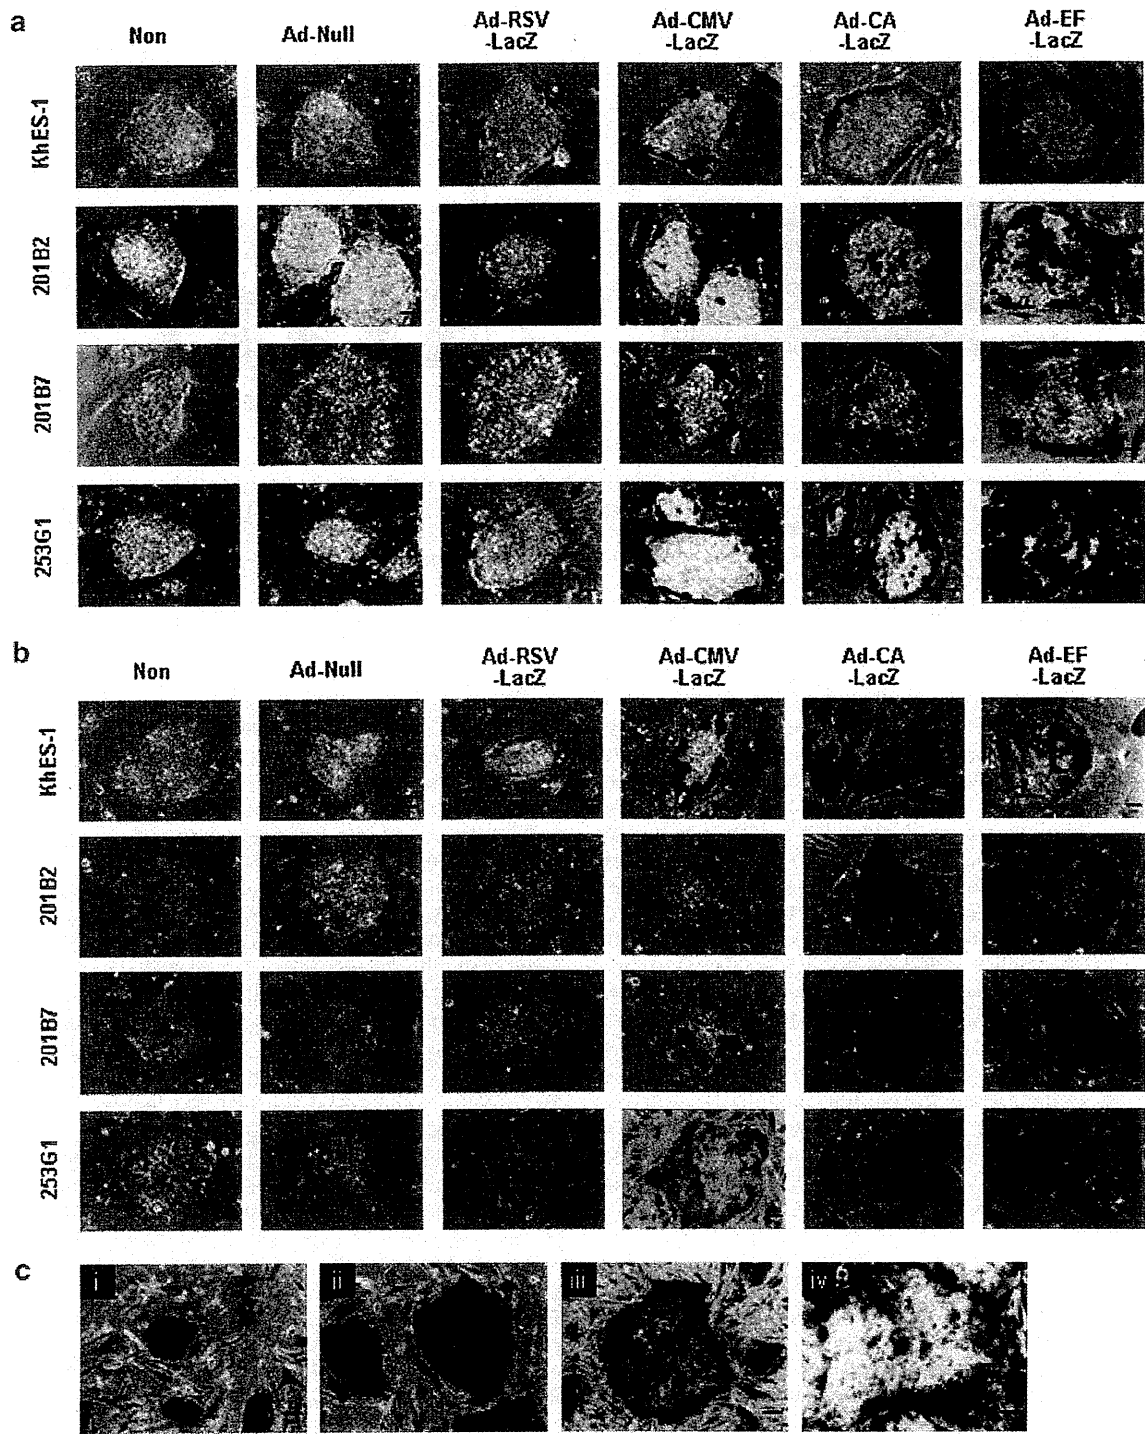 a
Non Ad-Null Ad-RSV -LacZ Ad-CMV -LacZ Ad-CA -LacZ Ad-EF -LacZ
KhES-1
201B2
201B7
253G1
b
Non Ad-Null Ad-RSV -LacZ Ad-CMV -LacZ Ad-CA -LacZ Ad-EF -LacZ
KhES-1
201B2
201B7
253G1
c
i ii iii iv